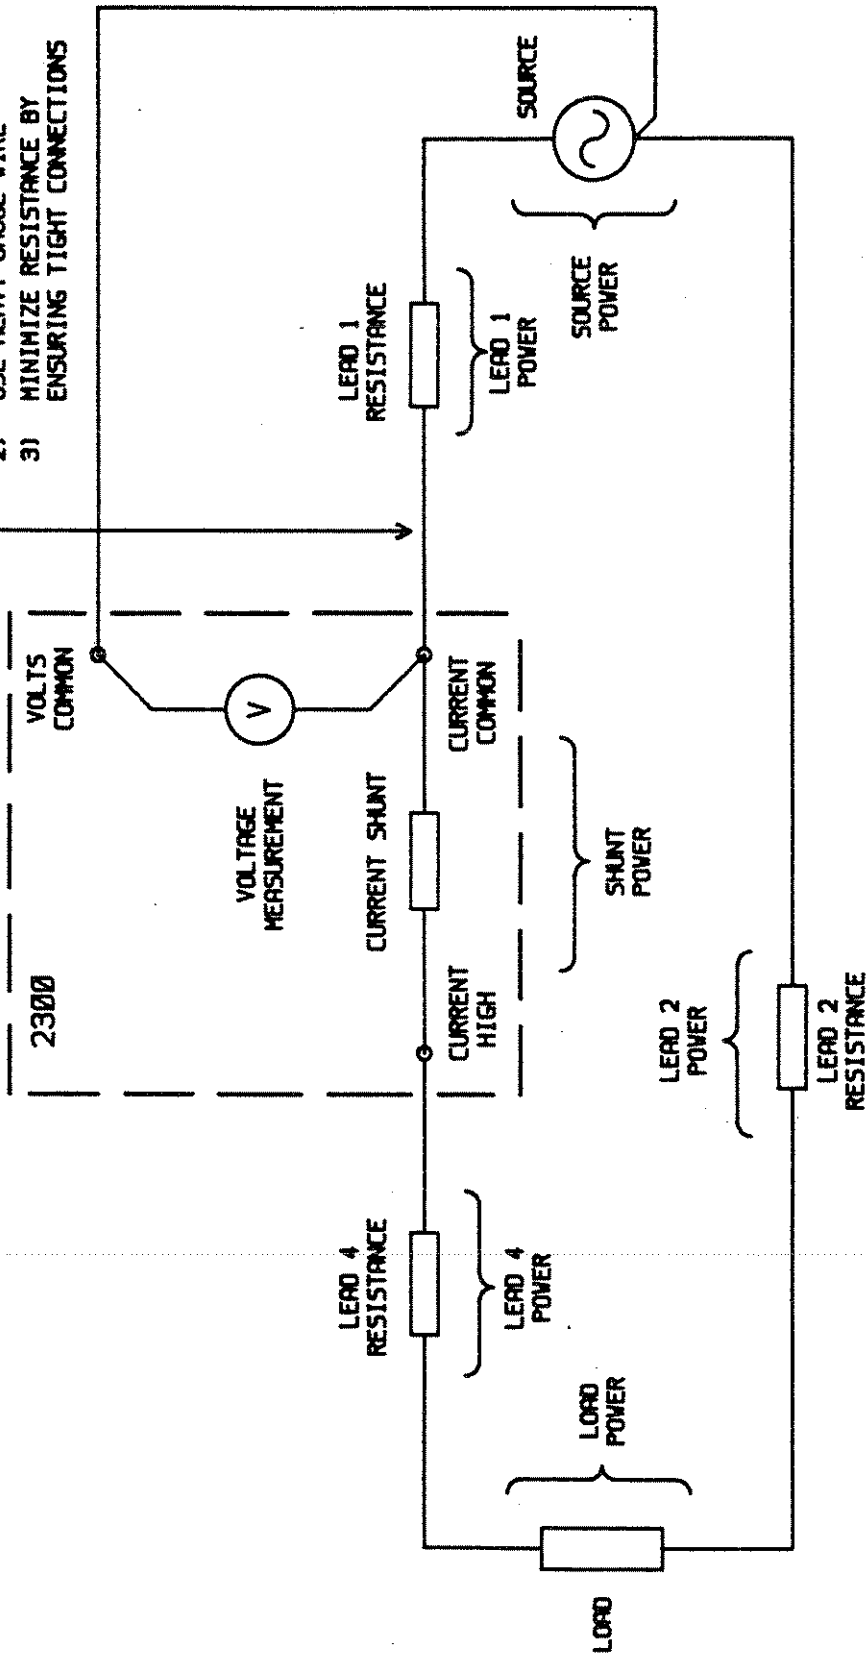 2) USE HEAVY GAUGE WIRE
3) MINIMIZE RESISTANCE BY
ENSURING TIGHT CONNECTIONS
2300
VOLTS
COMMON
VOLTAGE
MEASUREMENT
V
LEAD 4
RESISTANCE
CURRENT SHUNT
LEAD 1
RESISTANCE
CURRENT
HIGH
CURRENT
COMMON
LEAD 4
POWER
LEAD 1
POWER
SOURCE
LOAD
LOAD
POWER
SHUNT
POWER
SOURCE
POWER
LEAD 2
POWER
LEAD 2
RESISTANCE